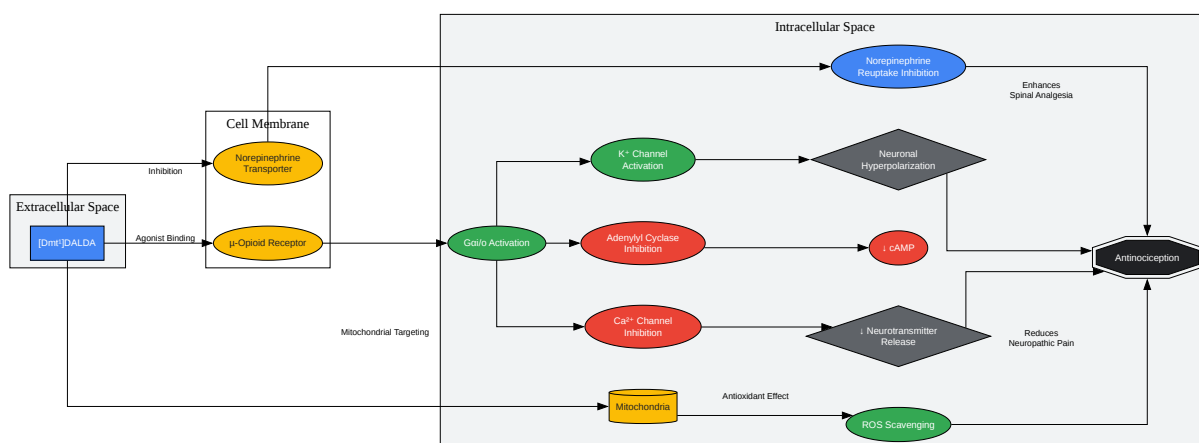 Intracellular Space
Norepinephrine
Reuptake Inhibition
Enhances
Spinal Analgesia
Cell Membrane
Norepinephrine
Transporter
K⁺ Channel
Activation
Neuronal
Hyperpolarization
Inhibition
Extracellular Space
[Dmt¹]DALDA
Agonist Binding
µ-Opioid Receptor
Gαi/o Activation
Adenylyl Cyclase
Inhibition
↓ cAMP
Antinociception
Mitochondrial Targeting
Ca²⁺ Channel
Inhibition
↓ Neurotransmitter
Release
Reduces
Neuropathic Pain
Mitochondria
Antioxidant Effect
ROS Scavenging